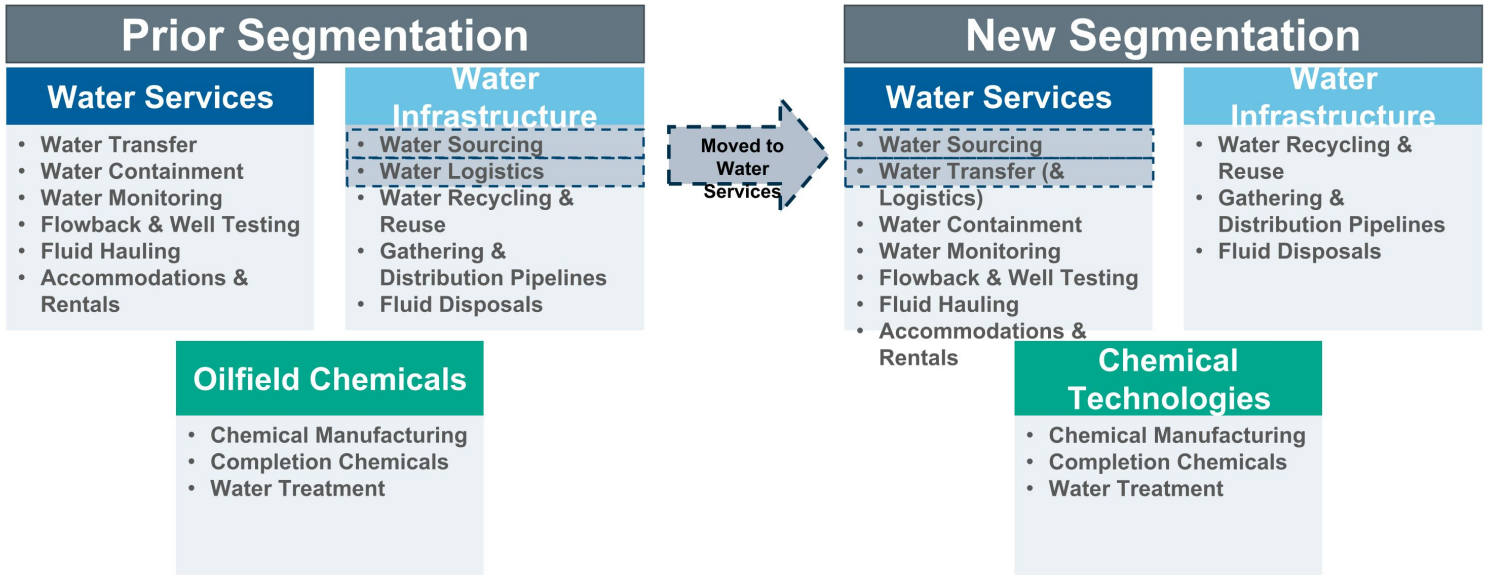 Prior Segmentation
Water Services
• Water Transfer
• Water Containment
• Water Monitoring
• Flowback & Well Testing
• Fluid Hauling
• Accommodations &
Rentals
Water
Infrastructure
• Water Sourcing
• Water Logistics
• Water Recycling &
Reuse
• Gathering &
Distribution Pipelines
• Fluid Disposals
Oilfield Chemicals
• Chemical Manufacturing
• Completion Chemicals
• Water Treatment
Moved to
Water
Services
New Segmentation
Water Services
• Water Sourcing
• Water Transfer (&
Logistics)
• Water Containment
• Water Monitoring
• Flowback & Well Testing
• Fluid Hauling
• Accommodations &
Rentals
Water
Infrastructure
• Water Recycling &
Reuse
• Gathering &
Distribution Pipelines
• Fluid Disposals
Chemical
Technologies
• Chemical Manufacturing
• Completion Chemicals
• Water Treatment